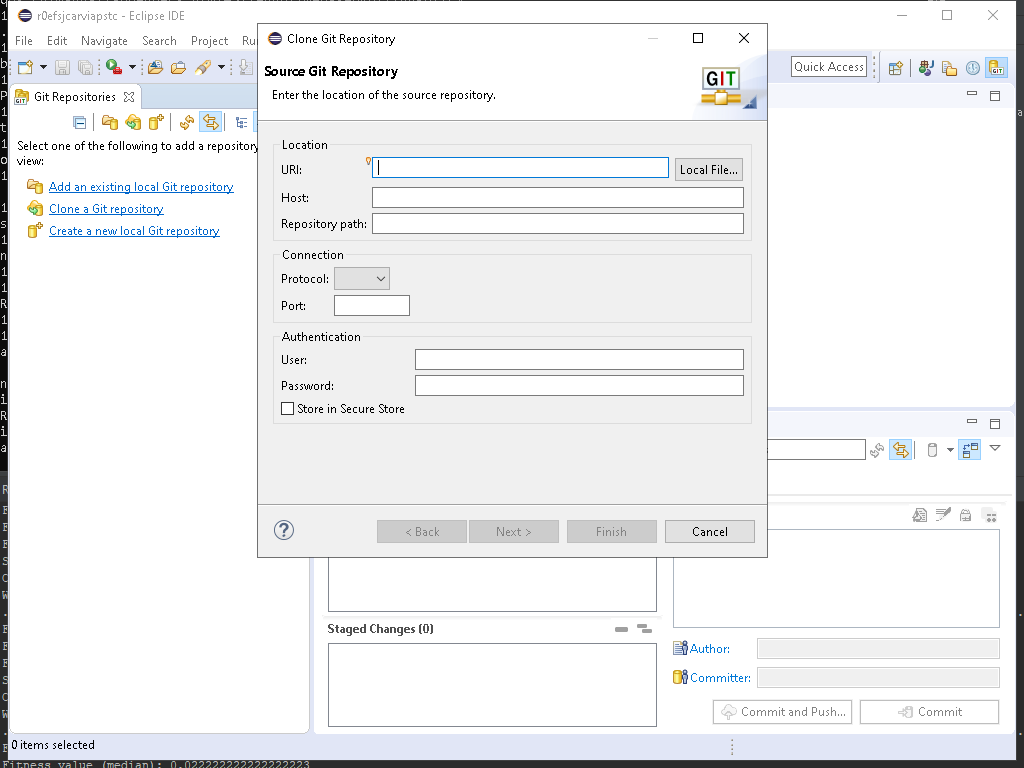 r0efsjcarviapstc - Eclipse IDE
File Edit Navigate Search Project
Quick Access
Git Repositories
Select one of the following to add a repository
view:
Add an existing local Git repository
Clone a Git repository
Create a new local Git repository
Clone Git Repository
Source Git Repository
Enter the location of the source repository.
GIT
Location
URI:
Local File...
Host:
Repository path:
Connection
Protocol:
Port:
Authentication
User:
Password:
Store in Secure Store
?
< Back Next > Finish Cancel
Staged Changes (0)
Author:
Committer:
Commit and Push... Commit
0 items selected
Fitness value (median): 0.022222222222222223